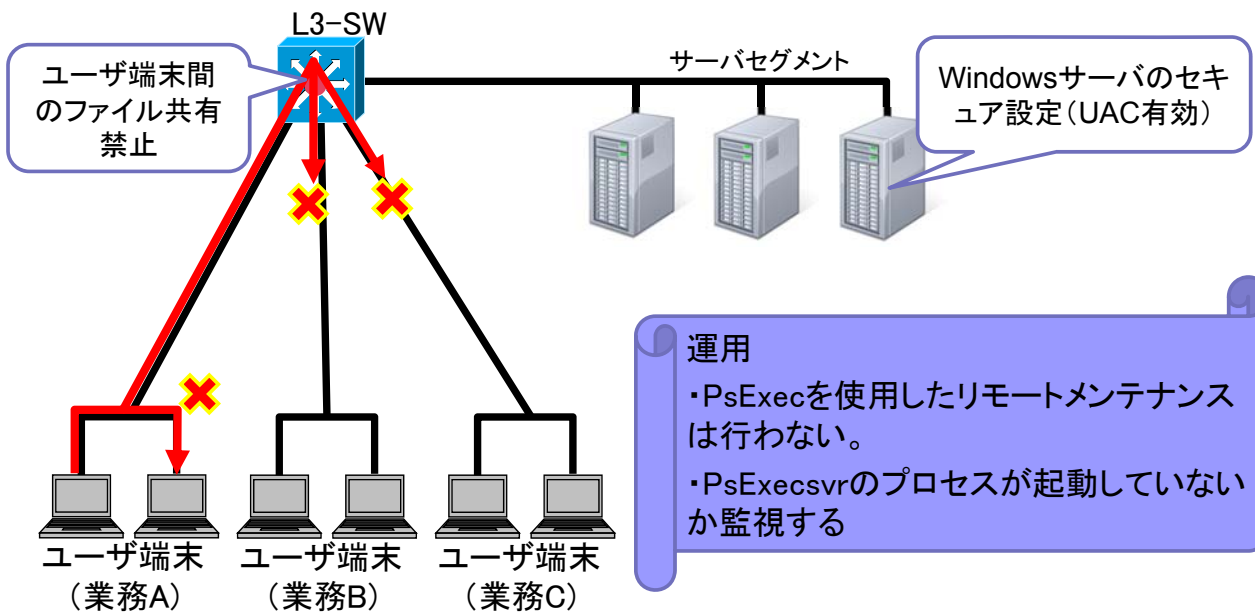 L3-SW
ユーザ端末間
のファイル共有
禁止
サーバセグメント
Windowsサーバのセキ
ュア設定（UAC有効）
運用
・PsExecを使用したリモートメンテナンス
は行わない。
・PsExecsvrのプロセスが起動していない
か監視する
ユーザ端末
（業務A）
ユーザ端末
（業務B）
ユーザ端末
（業務C）